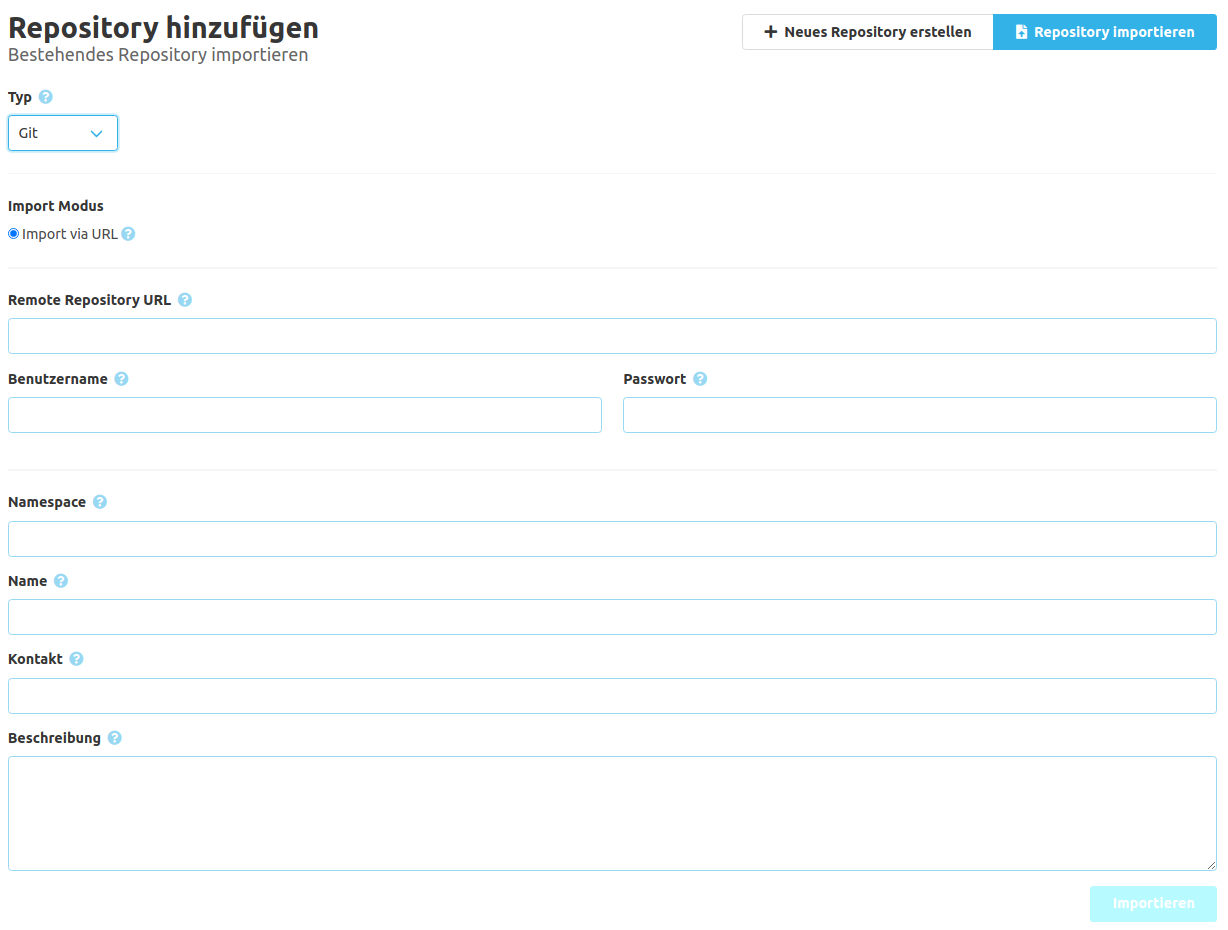 Repository hinzufügen
Bestehendes Repository importieren
Neues Repository erstellen
Repository importieren
Typ
Git
Import Modus
Import via URL
Remote Repository URL
Benutzername
Passwort
Namespace
Name
Kontakt
Beschreibung
Importieren